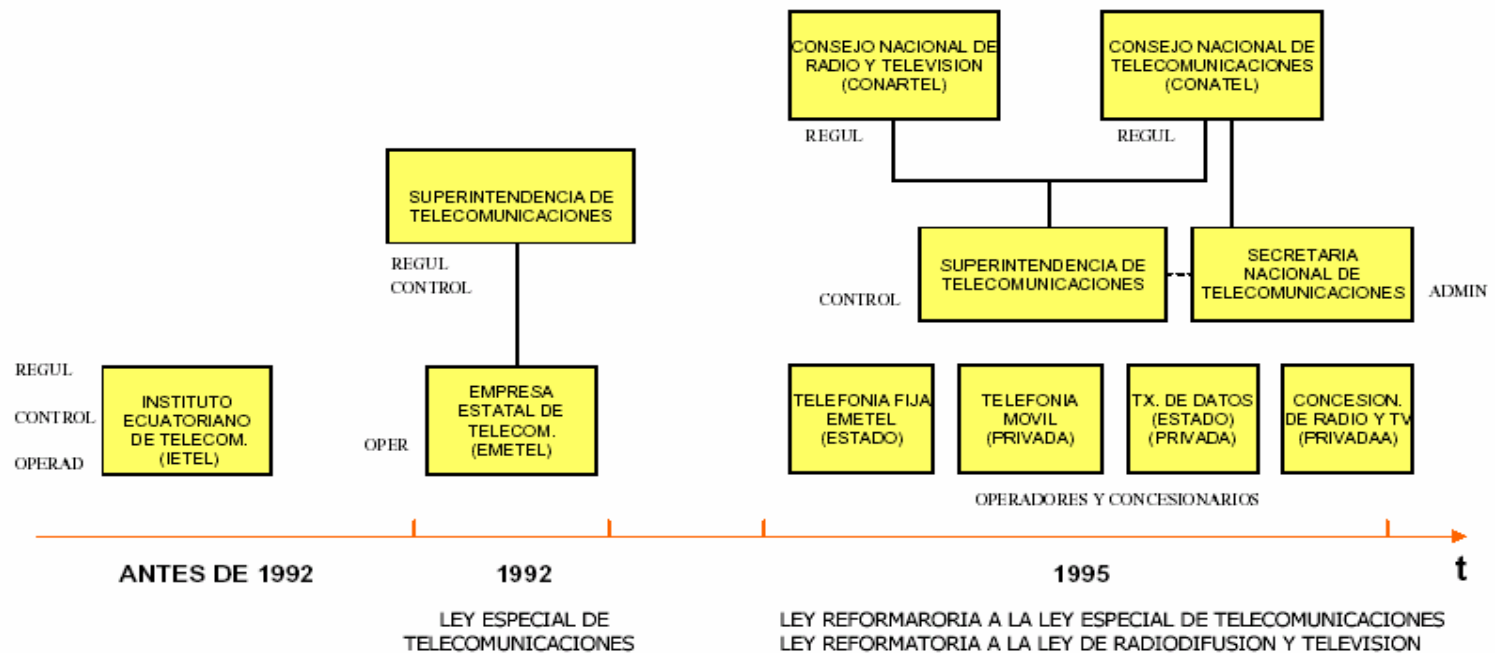 CONSEJO NACIONAL DE
RADIO Y TELEVISION
(CONARTEL)
REGUL
CONSEJO NACIONAL DE
TELECOMUNICACIONES
(CONATEL)
REGUL
SUPERINTENDENCIA DE
TELECOMUNICACIONES
REGUL
CONTROL
SUPERINTENDENCIA DE
TELECOMUNICACIONES
CONTROL
SECRETARIA
NACIONAL DE
TELECOMUNICACIONES
ADMIN
REGUL
CONTROL
OPERAD
INSTITUTO
ECUATORIANO
DE TELECOM.
(IETEL)
OPER
EMPRESA
ESTATAL DE
TELECOM.
(EMETEL)
TELEFONIA FIJA
EMETEL
(ESTADO)
TELEFONIA
MOVIL
(PRIVADA)
TX. DE DATOS
(ESTADO)
(PRIVADA)
CONCESION.
DE RADIO Y TV
(PRIVADAA)
OPERADORES Y CONCESIONARIOS
ANTES DE 1992
1992
1995
t
LEY ESPECIAL DE
TELECOMUNICACIONES
LEY REFORMARORIA A LA LEY ESPECIAL DE TELECOMUNICACIONES
LEY REFORMATORIA A LA LEY DE RADIODIFUSION Y TELEVISION